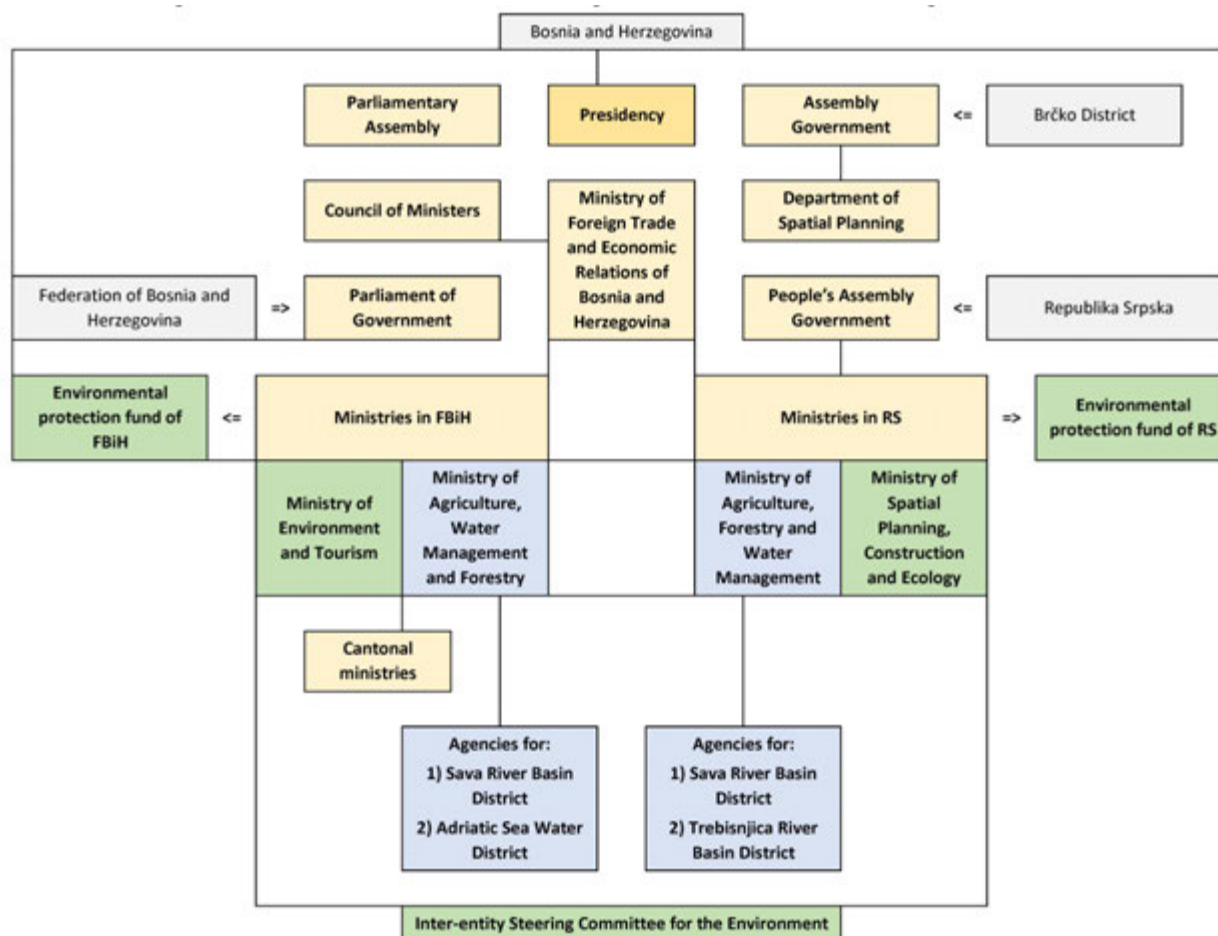 Bosnia and Herzegovina
Parliamentary
Assembly
Presidency
Assembly
Government
<=
Brčko District
Council of Ministers
Ministry of
Foreign Trade
and Economic
Relations of
Bosnia and
Herzegovina
Department of
Spatial Planning
Federation of Bosnia and
Herzegovina
=>
Parliament of
Government
People's Assembly
Government
<=
Republika Srpska
Environmental
protection fund of
FBiH
<=
Ministries in FBiH
Ministries in RS
=>
Environmental
protection fund of RS
Ministry of
Environment
and Tourism
Ministry of
Agriculture,
Water
Management
and Forestry
Ministry of
Agriculture,
Forestry and
Water
Management
Ministry of
Spatial
Planning,
Construction
and Ecology
Cantonal
ministries
Agencies for:
1) Sava River Basin
District
2) Adriatic Sea Water
District
Agencies for:
1) Sava River Basin
District
2) Trebisnjica River
Basin District
Inter-entity Steering Committee for the Environment